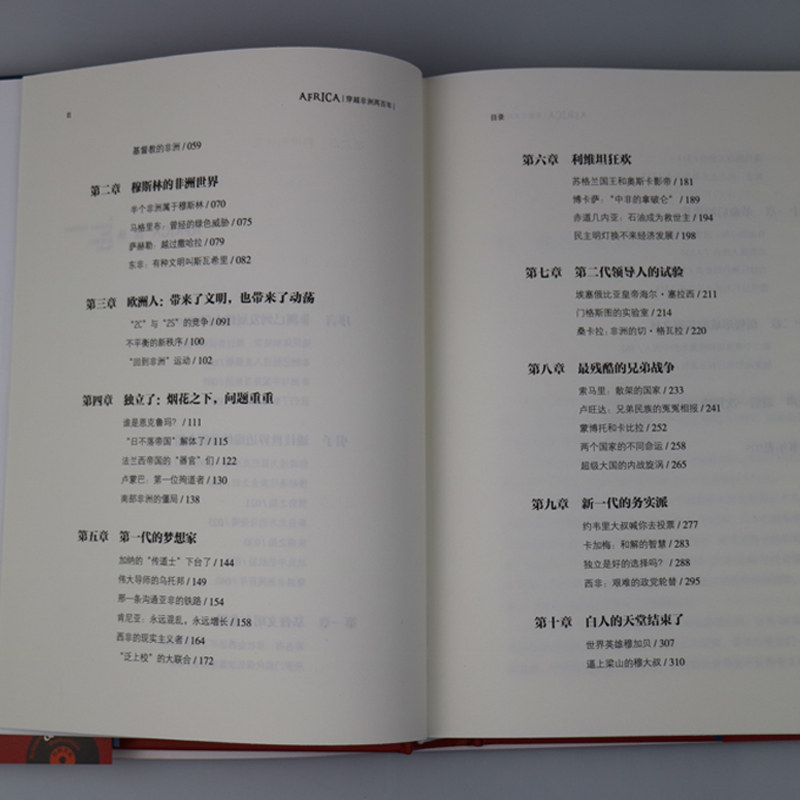 II
AFRICA [穿越非洲两百年]
基督教的非洲 / 059
第二章 穆斯林的非洲世界
半个非洲属于穆斯林 / 070
马格里布：曾经的绿色威胁 / 075
萨赫勒：越过撒哈拉 / 079
东非：有种文明叫斯瓦希里 / 082
第三章 欧洲人：带来了文明，也带来了动荡
“2C”与“2S”的竞争 / 091
不平衡的新秩序 / 100
“回到非洲”运动 / 102
第四章 独立了：烟花之下，问题重重
谁是恩克鲁玛？ / 111
“日不落帝国”解体了 / 115
法兰西帝国的“器官”们 / 122
卢蒙巴：第一位殉道者 / 130
南部非洲的僵局 / 138
第五章 第一代的梦想家
加纳的“传道士”下台了 / 144
伟大导师的乌托邦 / 149
那一条沟通亚非的铁路 / 154
肯尼亚：永远混乱，永远增长 / 158
西非的现实主义者 / 164
“泛上校”的大联合 / 172
目录
第六章 利维坦狂欢
苏格兰国王和奥斯卡影帝 / 181
博卡萨：“中非的拿破仑” / 189
赤道几内亚：石油成为救世主 / 194
民主明灯换不来经济发展 / 198
第七章 第二代领导人的试验
埃塞俄比亚皇帝海尔·塞拉西 / 211
门格斯图的实验室 / 214
桑卡拉：非洲的切·格瓦拉 / 220
第八章 最残酷的兄弟战争
索马里：散架的国家 / 233
卢旺达：兄弟民族的冤冤相报 / 241
蒙博托和卡比拉 / 252
两个国家的不同命运 / 258
超级大国的内战旋涡 / 265
第九章 新一代的务实派
约韦里大叔喊你去投票 / 277
卡加梅：和解的智慧 / 283
独立是好的选择吗？ / 288
西非：艰难的政党轮替 / 295
第十章 白人的天堂结束了
世界英雄穆加贝 / 307
逼上梁山的穆大叔 / 310